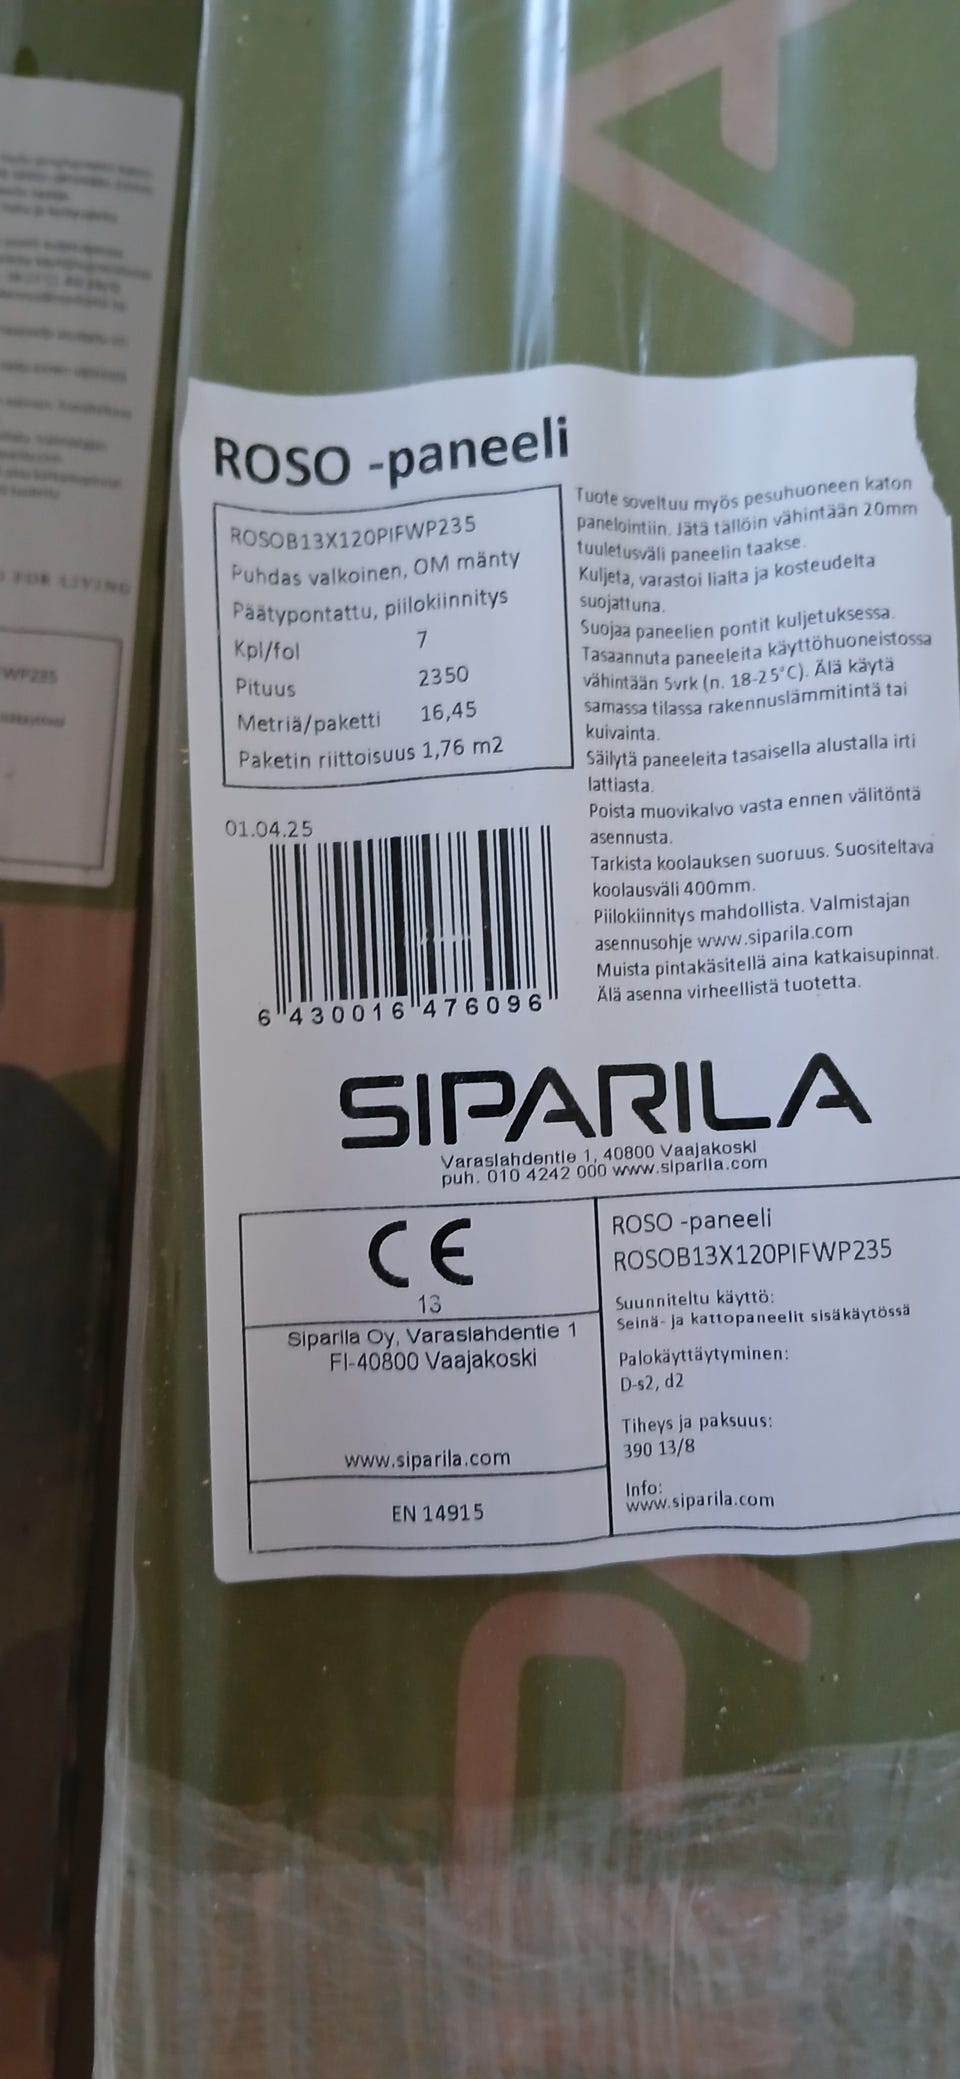 ROSO -paneeli
ROSOB13X120PIFWP235
Puhdas valkoinen, OM mänty
Päätypontattu, piilokiinnitys
Kpl/fol 7
Pituus 2350
Metriä/paketti 16,45
Paketin riittoisuus 1,76 m2
01.04.25
6 430016 476096
Tuote soveltuu myös pesuhuoneen katon
panelointiin. Jätä tällöin vähintään 20mm
tuuletusväli paneelin taakse.
Kuljeta, varastoi lialta ja kosteudelta
suojattuna.
Suojaa paneelien pontit kuljetuksessa.
Tasaannuta paneeleita käyttöhuoneistossa
vähintään 5vrk (n. 18-25°C). Älä käytä
samassa tilassa rakennuslämmitintä tai
kuivainta.
Säilytä paneeleita tasaisella alustalla irti
lattiasta.
Poista muovikalvo vasta ennen välitöntä
asennusta.
Tarkista koolauksen suoruus. Suositeltava
koolausväli 400mm.
Piilokiinnitys mahdollista. Valmistajan
asennusohje www.siparila.com
Muista pintakäsitellä aina katkaisupinnat.
Älä asenna virheellistä tuotetta.
SIPARILA
Varaslahdentie 1, 40800 Vaajakoski
puh. 010 4242 000 www.siparila.com
CE
13
Siparila Oy, Varaslahdentie 1
FI-40800 Vaajakoski
www.siparila.com
EN 14915
ROSO -paneeli
ROSOB13X120PIFWP235
Suunniteltu käyttö:
Seinä- ja kattopaneelit sisäkäytössä
Palokäyttäytyminen:
D-s2, d2
Tiheys ja paksuus:
390 13/8
Info:
www.siparila.com
FOR LIVING
WP235